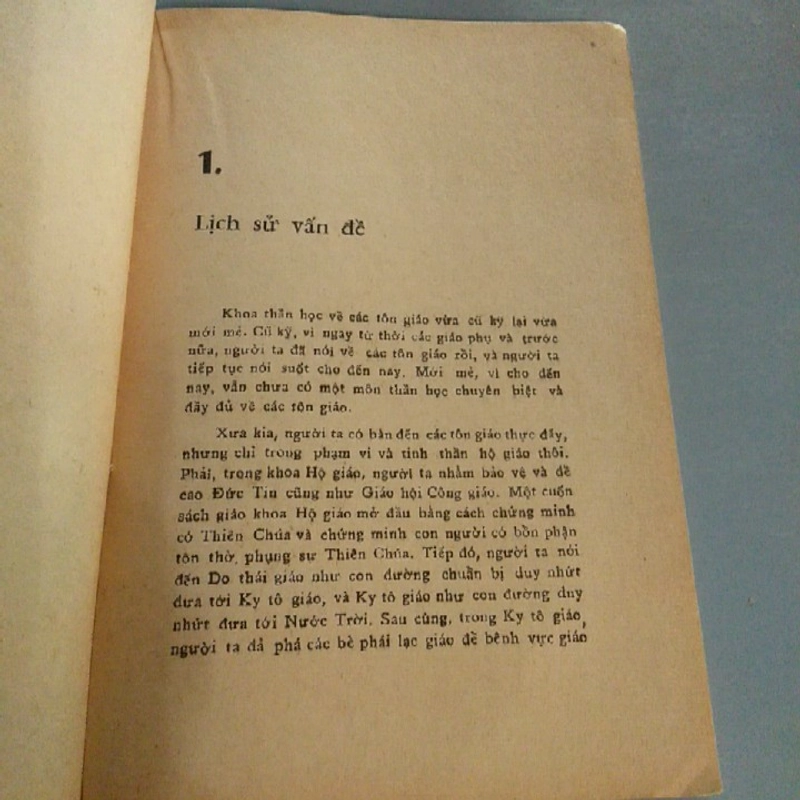 1.
Lịch sử vấn đề
Khoa thần học về các tôn giáo vừa cũ kỹ lại vừa
mới mẻ. Cũ kỹ, vì ngay từ thời các giáo phụ và trước
nữa, người ta đã nói về các tôn giáo rồi, và người ta
tiếp tục nói suốt cho đến nay. Mới mẻ, vì cho đến
nay, vẫn chưa có một môn thần học chuyên biệt và
đầy đủ về các tôn giáo.
Xưa kia, người ta có bàn đến các tôn giáo thực đấy,
nhưng chỉ trong phạm vi và tinh thần hộ giáo thôi.
Phải, trong khoa Hộ giáo, người ta nhằm bảo vệ và đề
cao Đức Tin cũng như Giáo hội Công giáo. Một cuốn
sách giáo khoa Hộ giáo mở đầu bằng cách chứng minh
có Thiên Chúa và chứng minh con người có bổn phận
tôn thờ, phụng sự Thiên Chúa. Tiếp đó, người ta nói
đến Do thái giáo như con đường chuẩn bị duy nhứt
đưa tới Ky tô giáo, và Ky tô giáo như con đường duy
nhứt đưa tới Nước Trời. Sau cùng, trong Ky tô giáo,
người ta đả phá các bè phái lạc giáo để bênh vực giáo